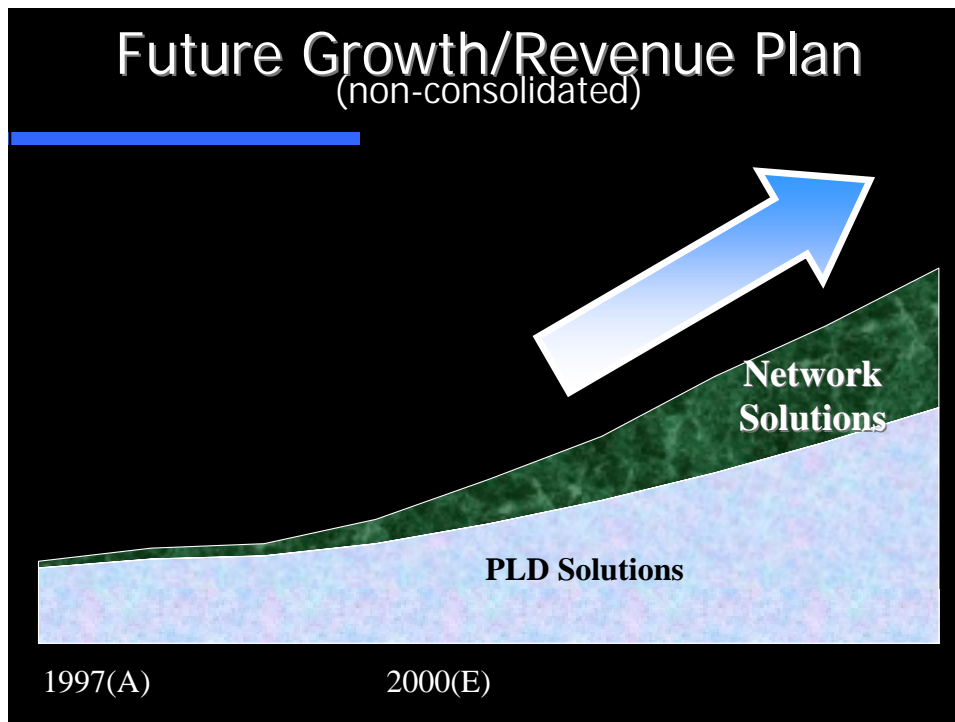 Future Growth/Revenue Plan
(non-consolidated)
Network
Solutions
PLD Solutions
1997(A)
2000(E)